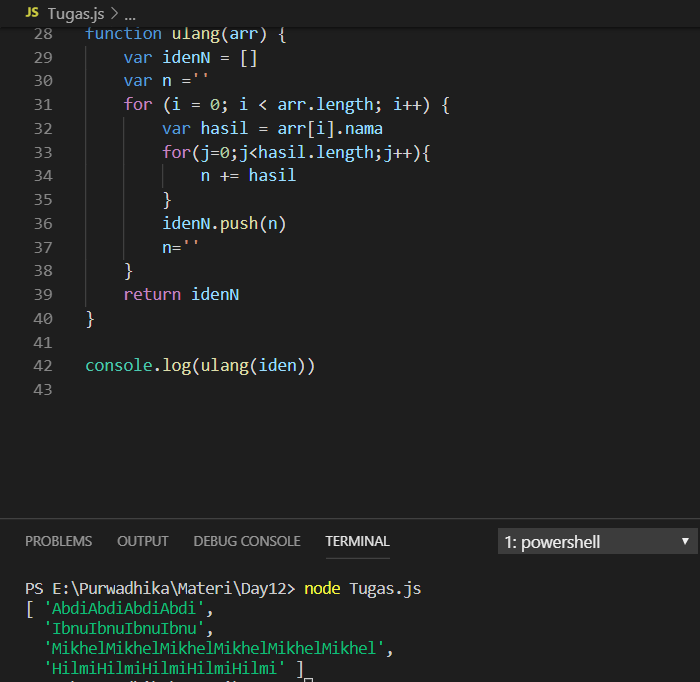 JS Tugas.js > ...
28 function ulang(arr) {
29     var idenN = []
30     var n =''
31     for (i = 0; i < arr.length; i++) {
32         var hasil = arr[i].nama
33         for(j=0;j<hasil.length;j++){
34             n += hasil
35         }
36         idenN.push(n)
37         n=''
38     }
39     return idenN
40 }
41
42 console.log(ulang(iden))
43
PROBLEMS OUTPUT DEBUG CONSOLE TERMINAL 1: powershell
PS E:\Purwadhika\Materi\Day12> node Tugas.js
[ 'AbdiAbdiAbdiAbdi',
  'IbnuIbnuIbnuIbnu',
  'MikhelMikhelMikhelMikhelMikhelMikhel',
  'HilmiHilmiHilmiHilmiHilmi' ]